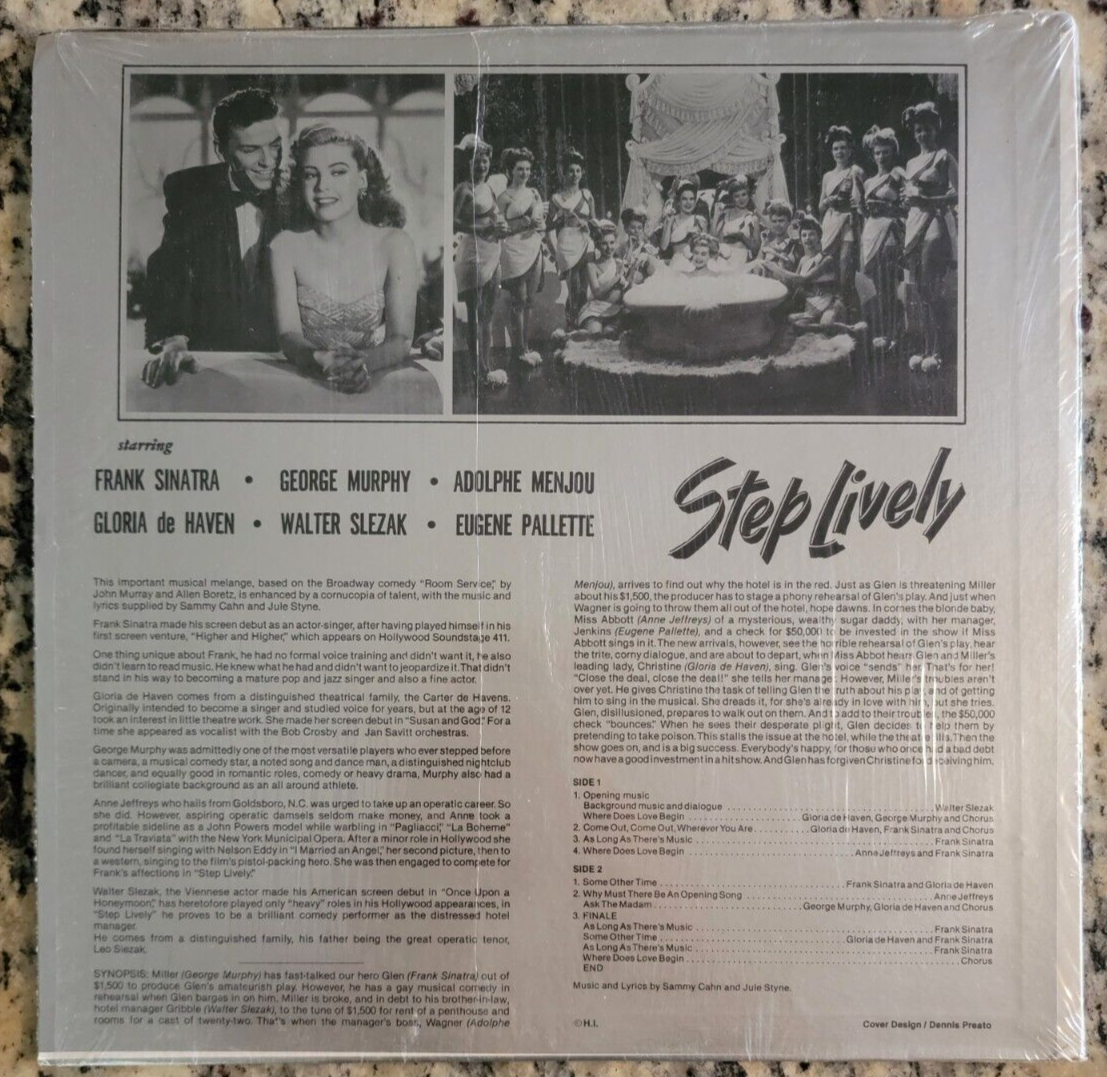 starring
FRANK SINATRA • GEORGE MURPHY • ADOLPHE MENJOU
GLORIA de HAVEN • WALTER SLEZAK • EUGENE PALLETTE
Step Lively
This important musical melange, based on the Broadway comedy "Room Service," by
John Murray and Allen Boretz, is enhanced by a cornucopia of talent, with the music and
lyrics supplied by Sammy Cahn and Jule Styne.
Frank Sinatra made his screen debut as an actor-singer, after having played himself in his
first screen venture, "Higher and Higher," which appears on Hollywood Soundstage 411.
One thing unique about Frank, he had no formal voice training and didn't want it, he also
didn't learn to read music. He knew what he had and didn't want to jeopardize it. That didn't
stand in his way to becoming a mature pop and jazz singer and also a fine actor.
Gloria de Haven comes from a distinguished theatrical family, the Carter de Havens.
Originally intended to become a singer and studied voice for years, but at the age of 12
took an interest in little theatre work. She made her screen debut in "Susan and God." For a
time she appeared as vocalist with the Bob Crosby and Jan Savitt orchestras.
George Murphy was admittedly one of the most versatile players who ever stepped before
a camera, a musical comedy star, a noted song and dance man, a distinguished nightclub
dancer, and equally good in romantic roles, comedy or heavy drama, Murphy also had a
brilliant collegiate background as an all around athlete.
Anne Jeffreys who hails from Goldsboro, N.C. was urged to take up an operatic career. So
she did. However, aspiring operatic damsels seldom make money, and Anne took a
profitable sideline as a John Powers model while warbling in "Pagliacci," "La Boheme"
and "La Traviata" with the New York Municipal Opera. After a minor role in Hollywood she
found herself singing with Nelson Eddy in "I Married an Angel," her second picture, then to
a western, singing to the film's pistol-packing hero. She was then engaged to compete for
Frank's affections in "Step Lively."
Walter Slezak, the Viennese actor made his American screen debut in "Once Upon a
Honeymoon," has heretofore played only "heavy" roles in his Hollywood appearances, in
"Step Lively" he proves to be a brilliant comedy performer as the distressed hotel
manager.
He comes from a distinguished family, his father being the great operatic tenor,
Leo Slezak.
SYNOPSIS: Miller (George Murphy) has fast-talked our hero Glen (Frank Sinatra) out of
$1,500 to produce Glen's amateurish play. However, he has a gay musical comedy in
rehearsal when Glen barges in on him. Miller is broke, and in debt to his brother-in-law,
hotel manager Gribble (Walter Slezak), to the tune of $1,500 for rent of a penthouse and
rooms for a cast of twenty-two. That's when the manager's boss, Wagner (Adolphe
Menjou), arrives to find out why the hotel is in the red. Just as Glen is threatening Miller
about his $1,500, the producer has to stage a phony rehearsal of Glen's play. And just when
Wagner is going to throw them all out of the hotel, hope dawns. In comes the blonde baby,
Miss Abbott (Anne Jeffreys) of a mysterious, wealthy sugar daddy, with her manager,
Jenkins (Eugene Pallette), and a check for $50,000 to be invested in the show if Miss
Abbott sings in it. The new arrivals, however, see the horrible rehearsal of Glen's play, hear
the trite, corny dialogue, and are about to depart, when Miss Abbot hears Glen and Miller's
leading lady, Christine (Gloria de Haven), sing. Glen's voice "sends" her. That's for her!
"Close the deal, close the deal!" she tells her manager. However, Miller's troubles aren't
over yet. He gives Christine the task of telling Glen the truth about his play and of getting
him to sing in the musical. She dreads it, for she's already in love with him, but she tries.
Glen, disillusioned, prepares to walk out on them. And to add to their troubles, the $50,000
check "bounces." When he sees their desperate plight, Glen decides to help them by
pretending to take poison. This stalls the issue at the hotel, while the theater fills. Then the
show goes on, and is a big success. Everybody's happy, for those who once had a bad debt
now have a good investment in a hit show. And Glen has forgiven Christine for deceiving him.
SIDE 1
1. Opening music
Background music and dialogue ........ Walter Slezak
Where Does Love Begin ........ Gloria de Haven, George Murphy and Chorus
2. Come Out, Come Out, Wherever You Are ........ Gloria de Haven, Frank Sinatra and Chorus
3. As Long As There's Music ........ Frank Sinatra
4. Where Does Love Begin ........ Anne Jeffreys and Frank Sinatra
SIDE 2
1. Some Other Time ........ Frank Sinatra and Gloria de Haven
2. Why Must There Be An Opening Song ........ Anne Jeffreys
Ask The Madam ........ George Murphy, Gloria de Haven and Chorus
3. FINALE
As Long As There's Music ........ Frank Sinatra
Some Other Time ........ Gloria de Haven and Frank Sinatra
As Long As There's Music ........ Frank Sinatra
Where Does Love Begin ........ Chorus
END
Music and Lyrics by Sammy Cahn and Jule Styne.
©H.I.
Cover Design / Dennis Presto